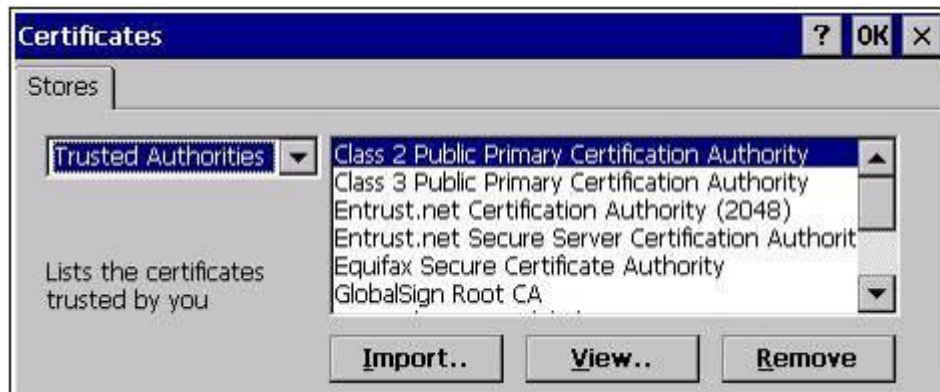 Certificates ? OK ×
Stores
Trusted Authorities
Class 2 Public Primary Certification Authority
Class 3 Public Primary Certification Authority
Entrust.net Certification Authority (2048)
Entrust.net Secure Server Certification Authorit
Equifax Secure Certificate Authority
GlobalSign Root CA
Lists the certificates
trusted by you
Import..
View..
Remove